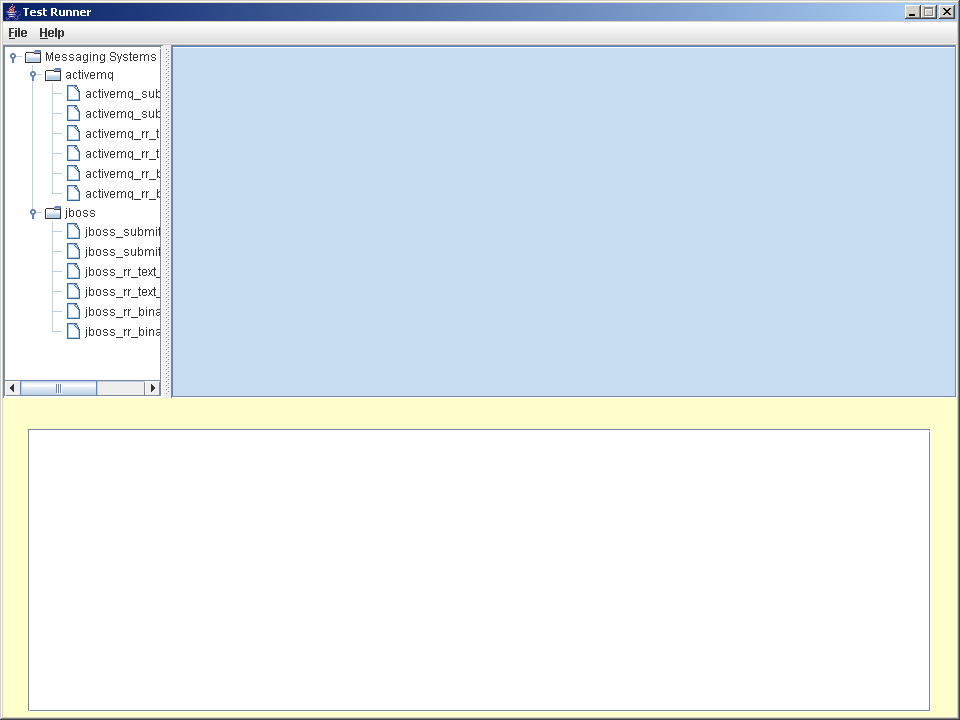 Test Runner
File Help
Messaging Systems
activemq
activemq_sub
activemq_sub
activemq_rr_t
activemq_rr_t
activemq_rr_b
activemq_rr_b
jboss
jboss_submit
jboss_submit
jboss_rr_text_
jboss_rr_text_
jboss_rr_bina
jboss_rr_bina